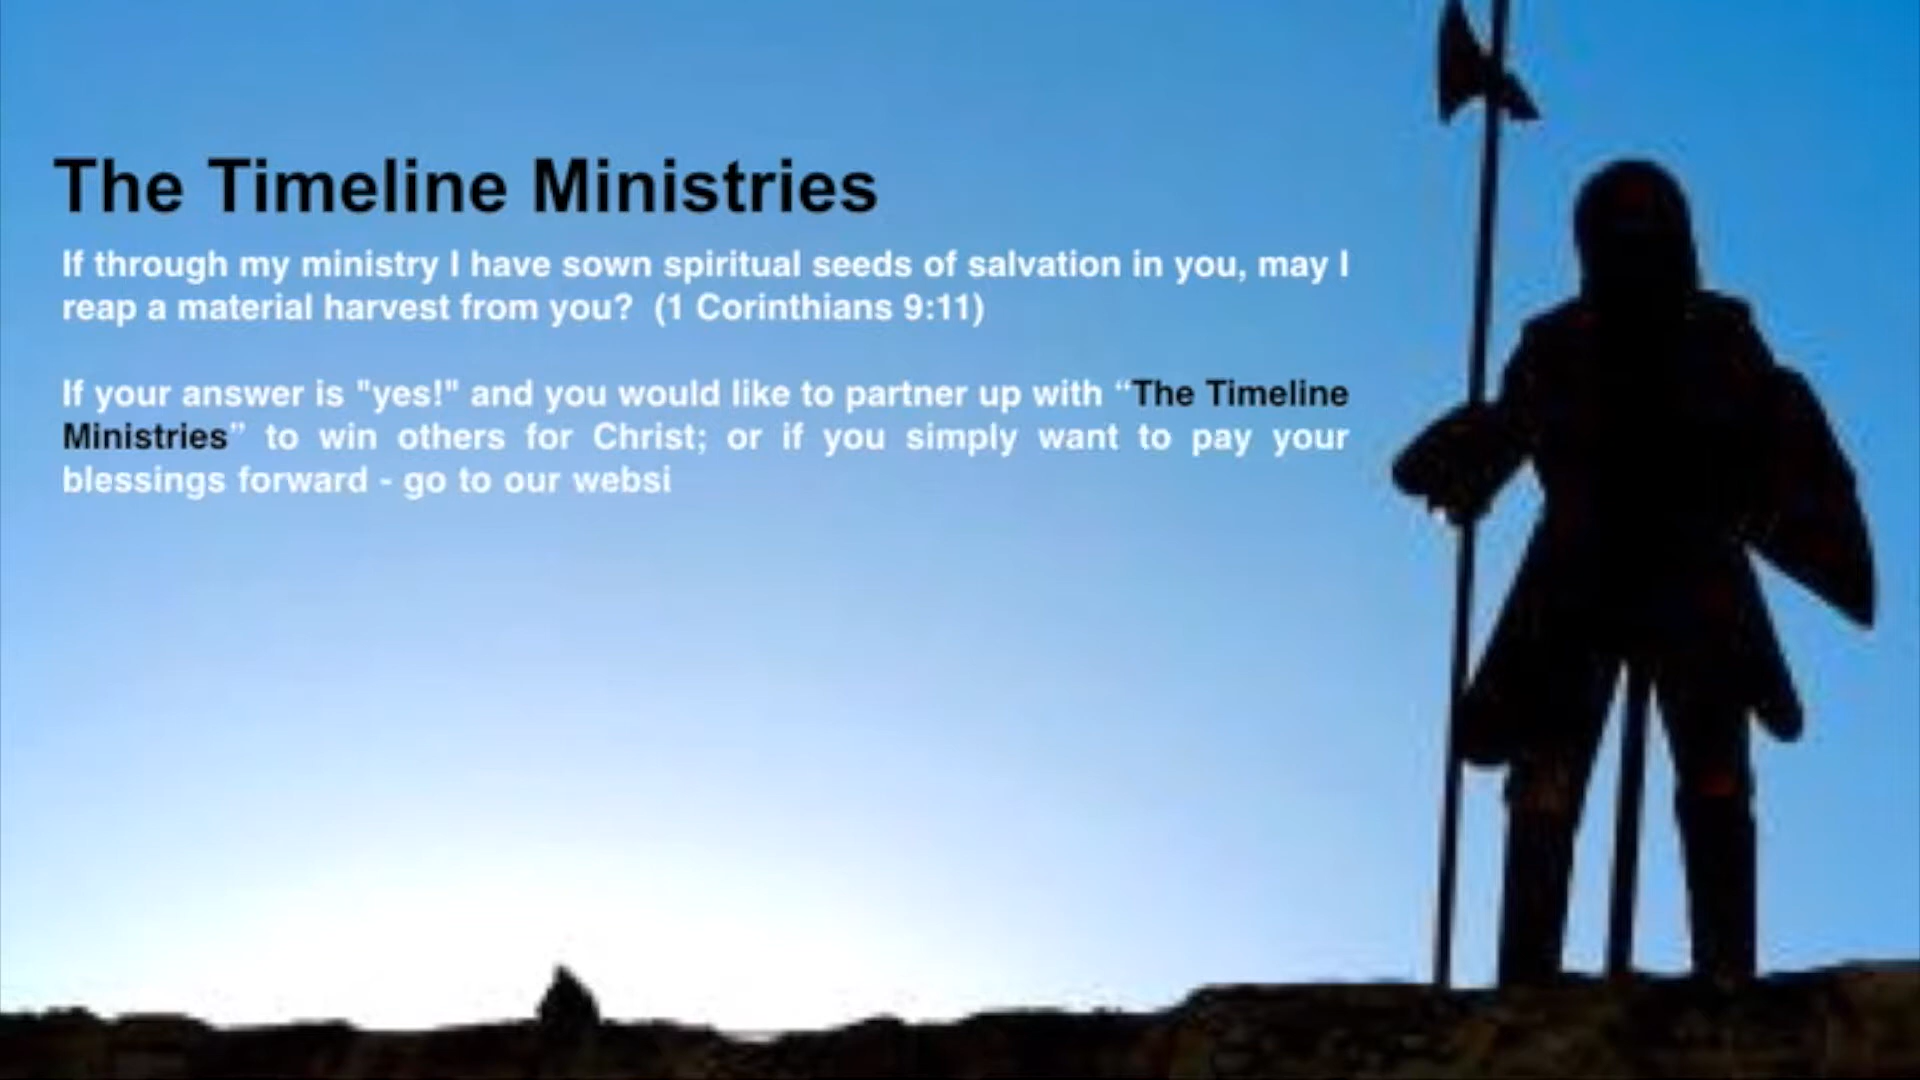 The Timeline Ministries
If through my ministry I have sown spiritual seeds of salvation in you, may I
reap a material harvest from you?  (1 Corinthians 9:11)
If your answer is "yes!" and you would like to partner up with “The Timeline
Ministries” to win others for Christ; or if you simply want to pay your
blessings forward - go to our websi